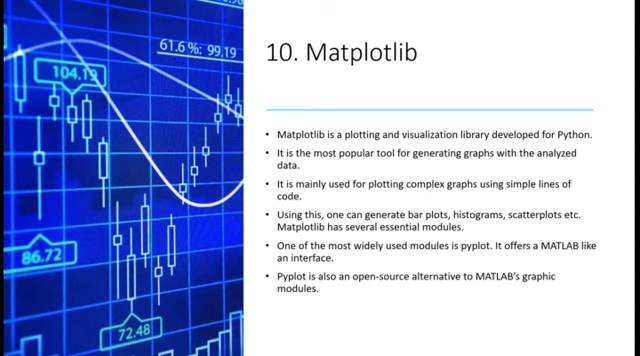 61.6 %: 99.19
104.19
86.72
72.48
10. Matplotlib
• Matplotlib is a plotting and visualization library developed for Python.
• It is the most popular tool for generating graphs with the analyzed
data.
• It is mainly used for plotting complex graphs using simple lines of
code.
• Using this, one can generate bar plots, histograms, scatterplots etc.
Matplotlib has several essential modules.
• One of the most widely used modules is pyplot. It offers a MATLAB like
an interface.
• Pyplot is also an open-source alternative to MATLAB's graphic
modules.